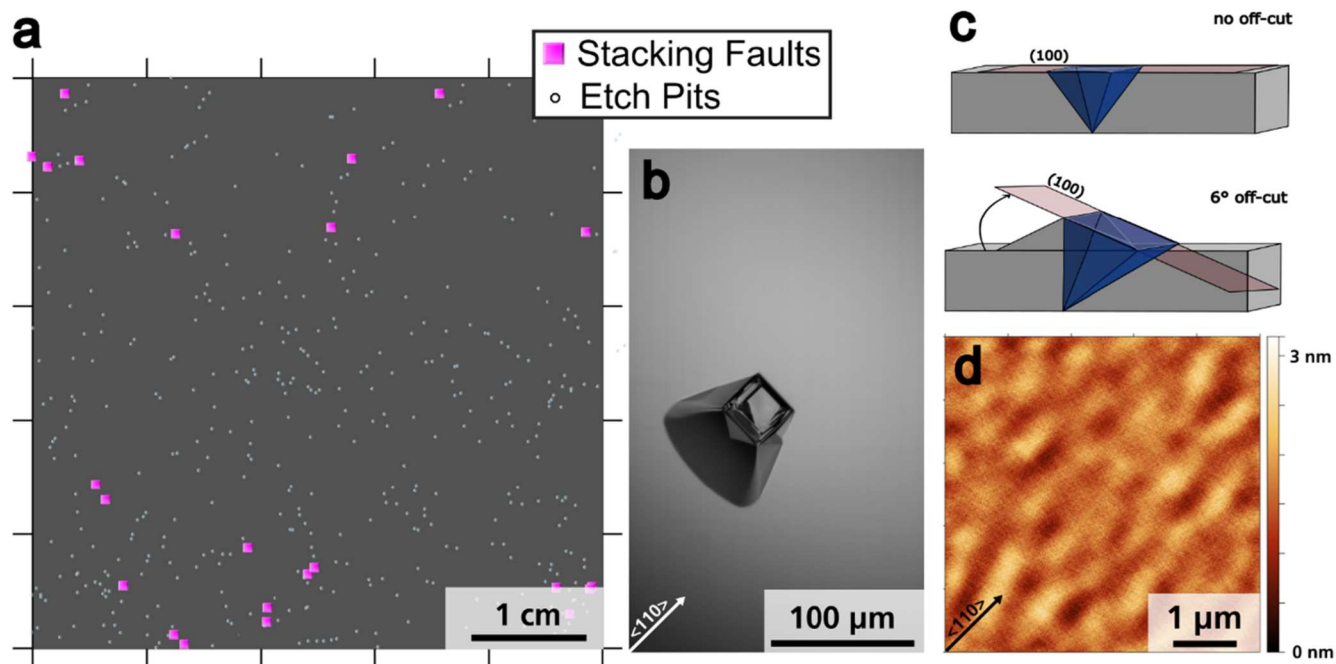 a
Stacking Faults
Etch Pits
1 cm
b
<110>
100 μm
c
no off-cut
(100)
(100)
6° off-cut
d
3 nm
<110>
1 μm
0 nm